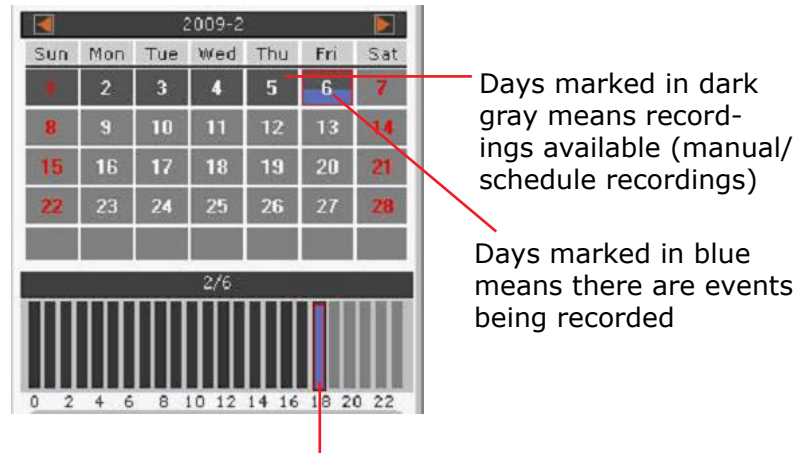 2009-2
Sun Mon Tue Wed Thu Fri Sat
1 2 3 4 5 6 7
8 9 10 11 12 13 14
15 16 17 18 19 20 21
22 23 24 25 26 27 28
2/6
0 2 4 6 8 10 12 14 16 18 20 22
Days marked in dark
gray means record-
ings available (manual/
schedule recordings)
Days marked in blue
means there are events
being recorded